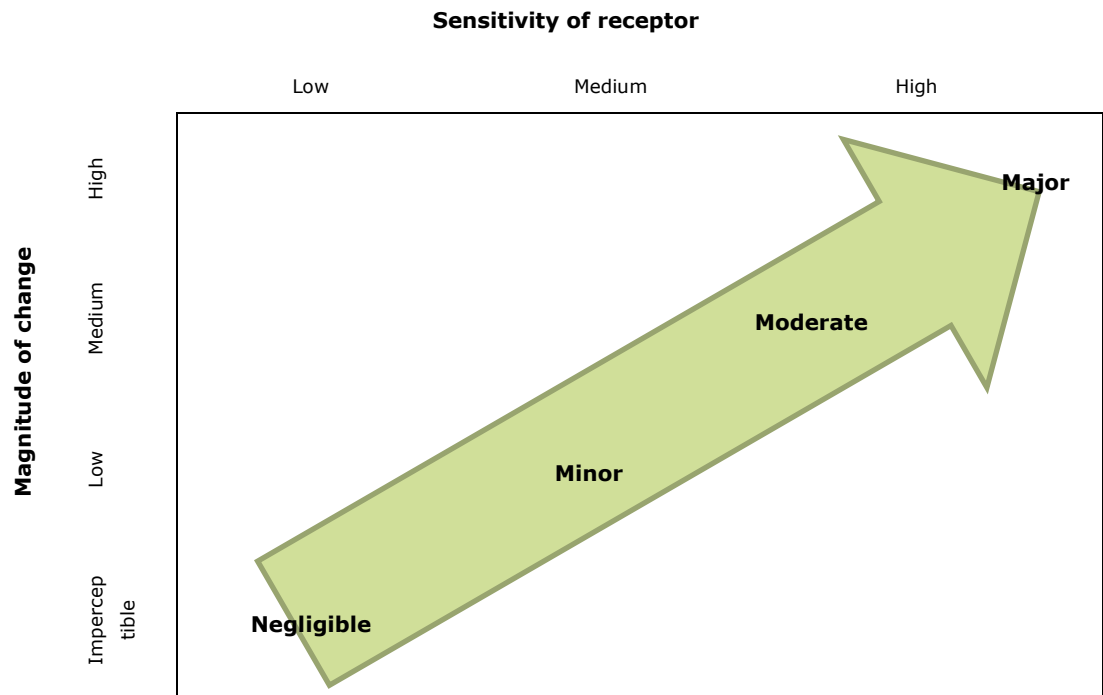 Sensitivity of receptor
Low Medium High
Magnitude of change
High
Medium
Low
Impercep
tible
Major
Moderate
Minor
Negligible